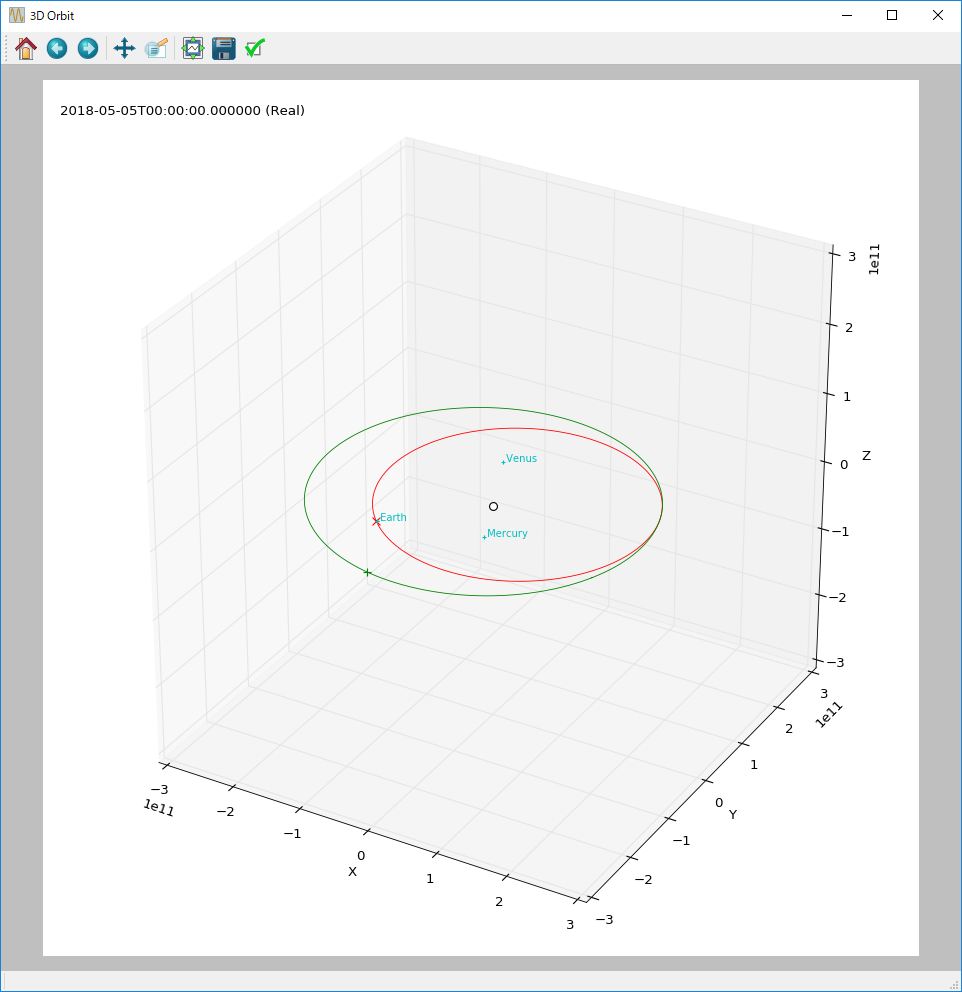 3D Orbit
2018-05-05T00:00:00.000000 (Real)
3
1e11
2
1
0
Z
−1
−2
−3
Venus
Earth
Mercury
3
1e11
2
1
0
Y
−1
−2
−3
−3
1e11
−2
−1
0
X
1
2
3